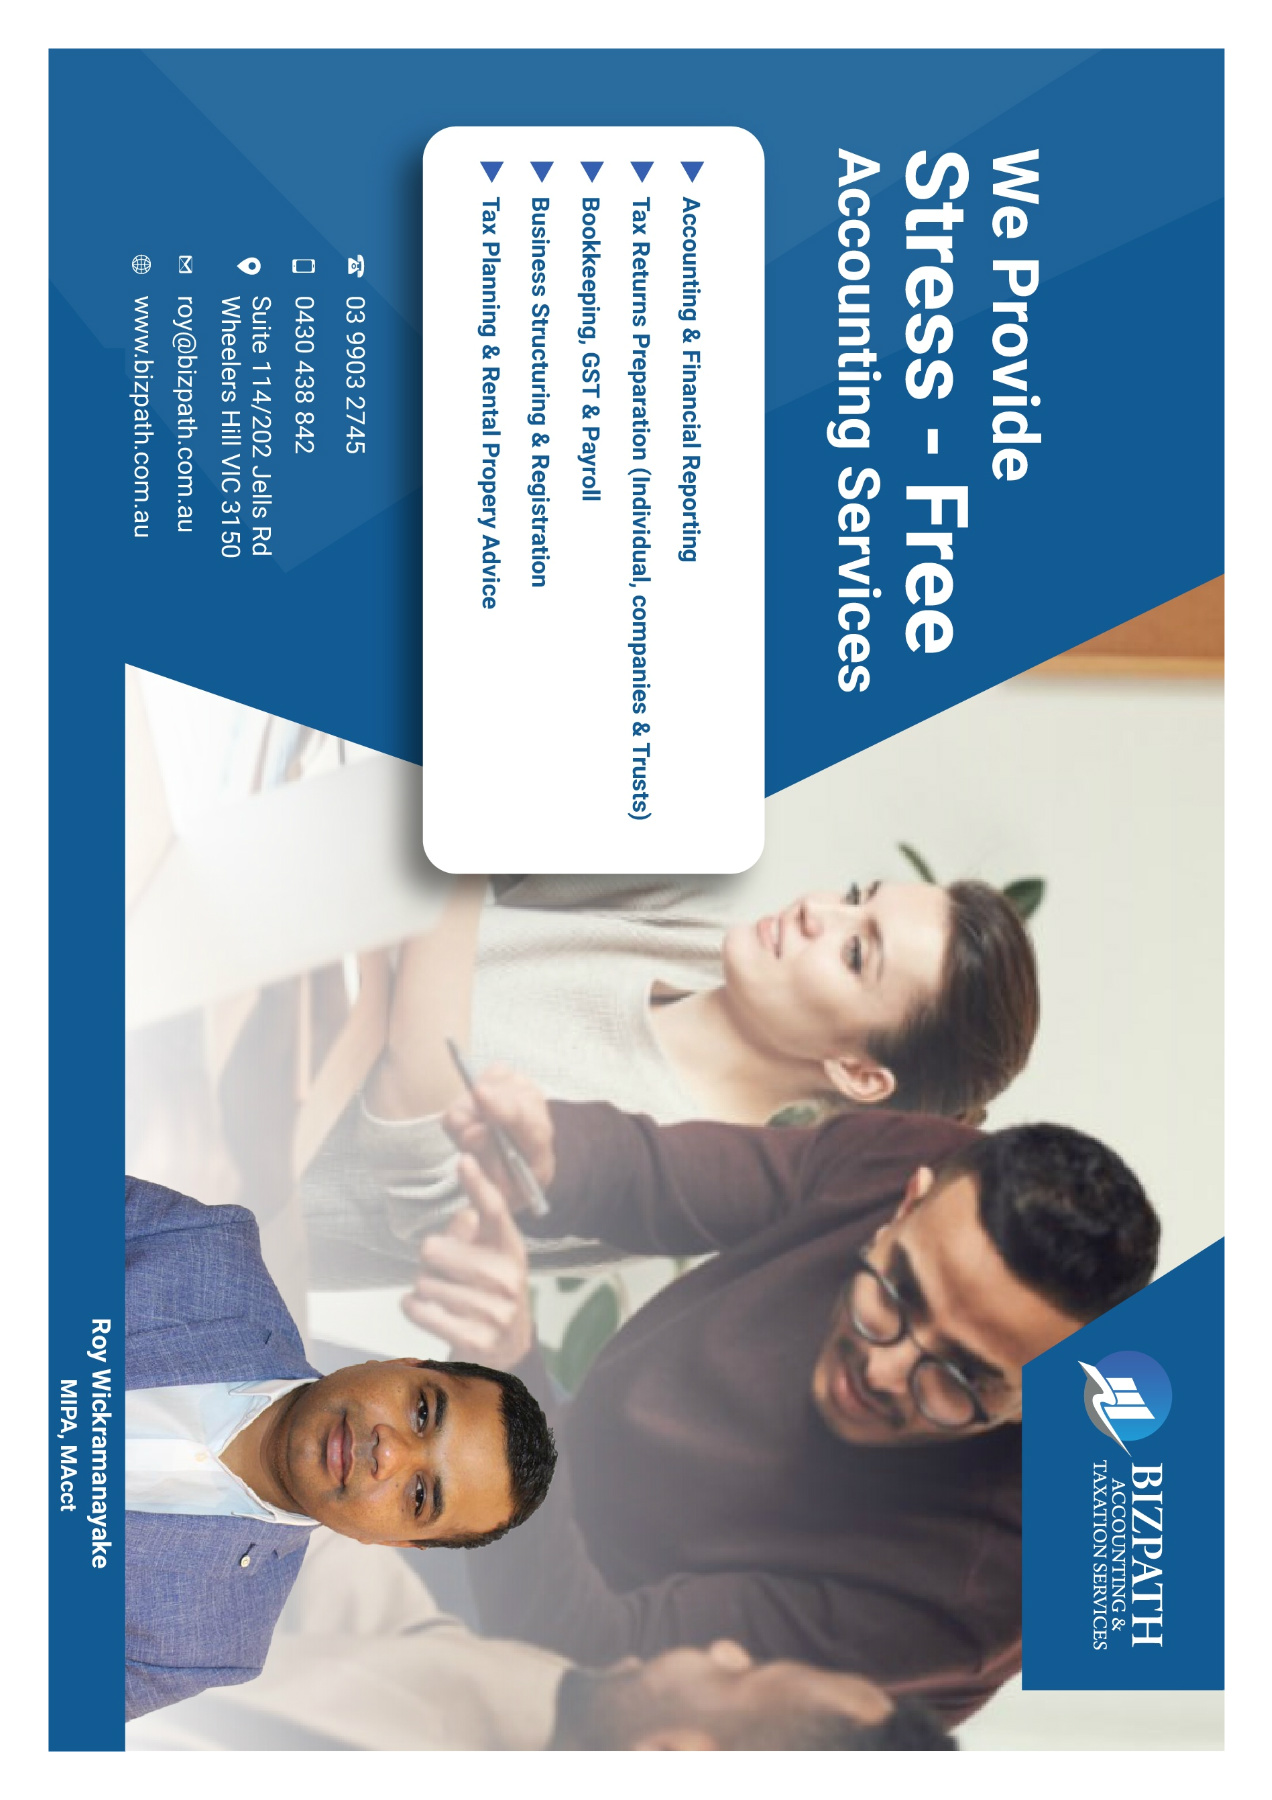 We Provide
Stress - Free
Accounting Services
BIZPATH
ACCOUNTING &
TAXATION SERVICES
Accounting & Financial Reporting
Tax Returns Preparation (Individual, companies & Trusts)
Bookkeeping, GST & Payroll
Business Structuring & Registration
Tax Planning & Rental Propery Advice
03 9903 2745
0430 438 842
Suite 114/202 Jells Rd
Wheelers Hill VIC 3150
roy@bizpath.com.au
www.bizpath.com.au
Roy Wickramanayake
MIPA, MAcct